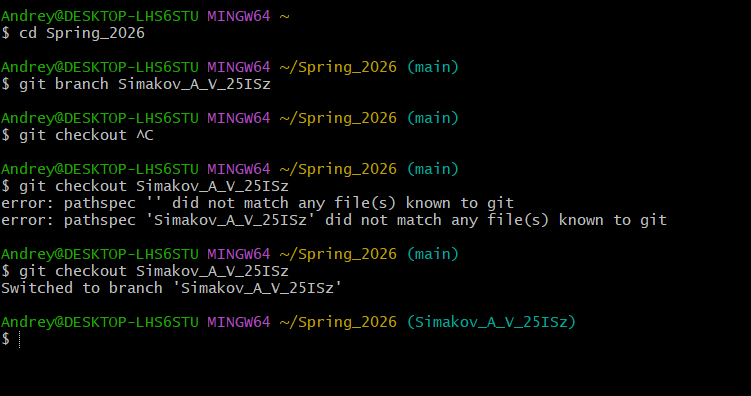 Andrey@DESKTOP-LHS6STU MINGW64 ~
$ cd Spring_2026
Andrey@DESKTOP-LHS6STU MINGW64 ~/Spring_2026 (main)
$ git branch Simakov_A_V_25ISz
Andrey@DESKTOP-LHS6STU MINGW64 ~/Spring_2026 (main)
$ git checkout ^C
Andrey@DESKTOP-LHS6STU MINGW64 ~/Spring_2026 (main)
$ git checkout Simakov_A_V_25ISz
error: pathspec '' did not match any file(s) known to git
error: pathspec 'Simakov_A_V_25ISz' did not match any file(s) known to git
Andrey@DESKTOP-LHS6STU MINGW64 ~/Spring_2026 (main)
$ git checkout Simakov_A_V_25ISz
Switched to branch 'Simakov_A_V_25ISz'
Andrey@DESKTOP-LHS6STU MINGW64 ~/Spring_2026 (Simakov_A_V_25ISz)
$